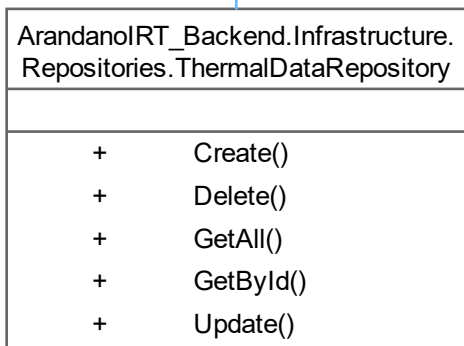 ArandanoIRT_Backend.Infrastructure.
Repositories.ThermalDataRepository
+ Create()
+ Delete()
+ GetAll()
+ GetById()
+ Update()